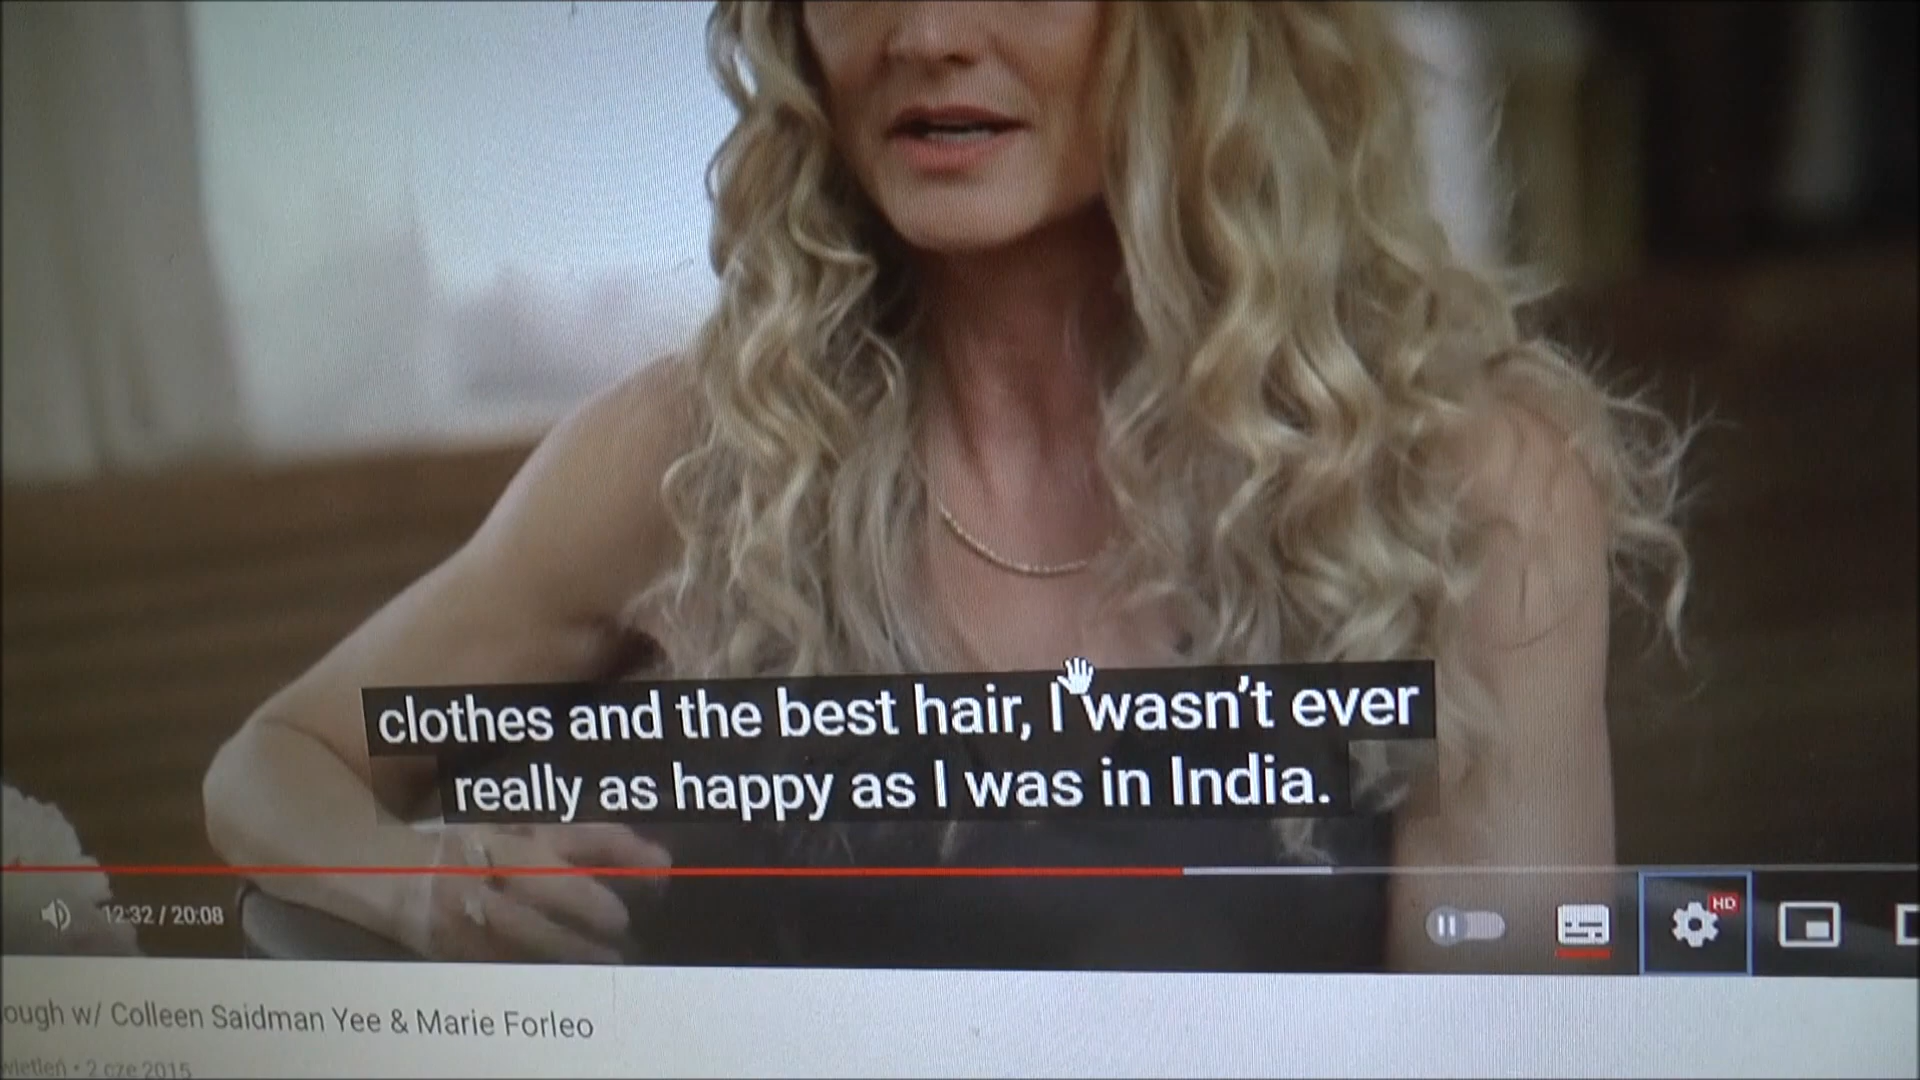 clothes and the best hair, I wasn't ever
really as happy as I was in India.
HD
12:32 / 20:08
ough w/ Colleen Saidman Yee & Marie Forleo
wietleń • 2 cze 2015